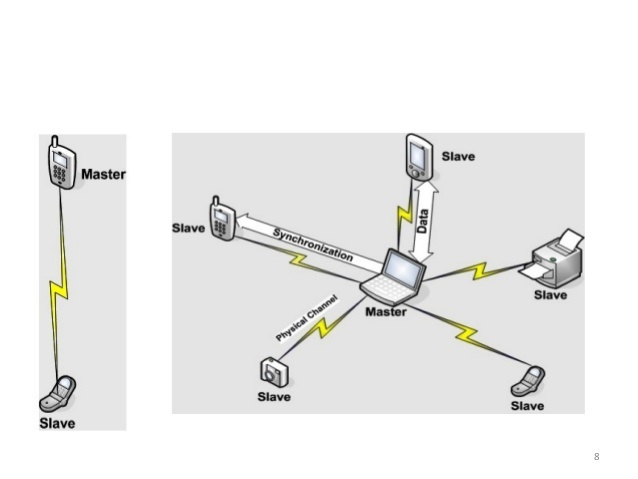 Master
Slave
Slave
Data
Slave
Synchronization
Slave
Master
Physical Channel
Slave
Slave
8